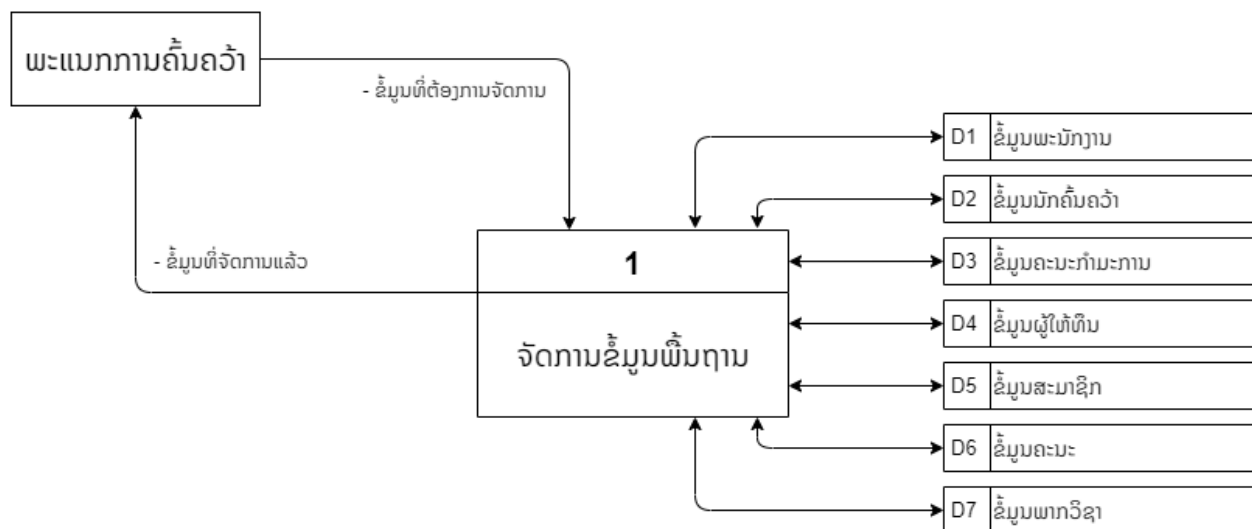 ພະແນກການຄົ້ນຄວ້າ
- ຂໍ້ມູນທີ່ຕ້ອງການຈັດການ
- ຂໍ້ມູນທີ່ຈັດການແລ້ວ
1
ຈັດການຂໍ້ມູນພື້ນຖານ
D1 ຂໍ້ມູນພະນັກງານ
D2 ຂໍ້ມູນນັກຄົ້ນຄວ້າ
D3 ຂໍ້ມູນຄະນະກຳມະການ
D4 ຂໍ້ມູນຜູ້ໃຫ້ທຶນ
D5 ຂໍ້ມູນສະມາຊິກ
D6 ຂໍ້ມູນຄະນະ
D7 ຂໍ້ມູນພາກວິຊາ